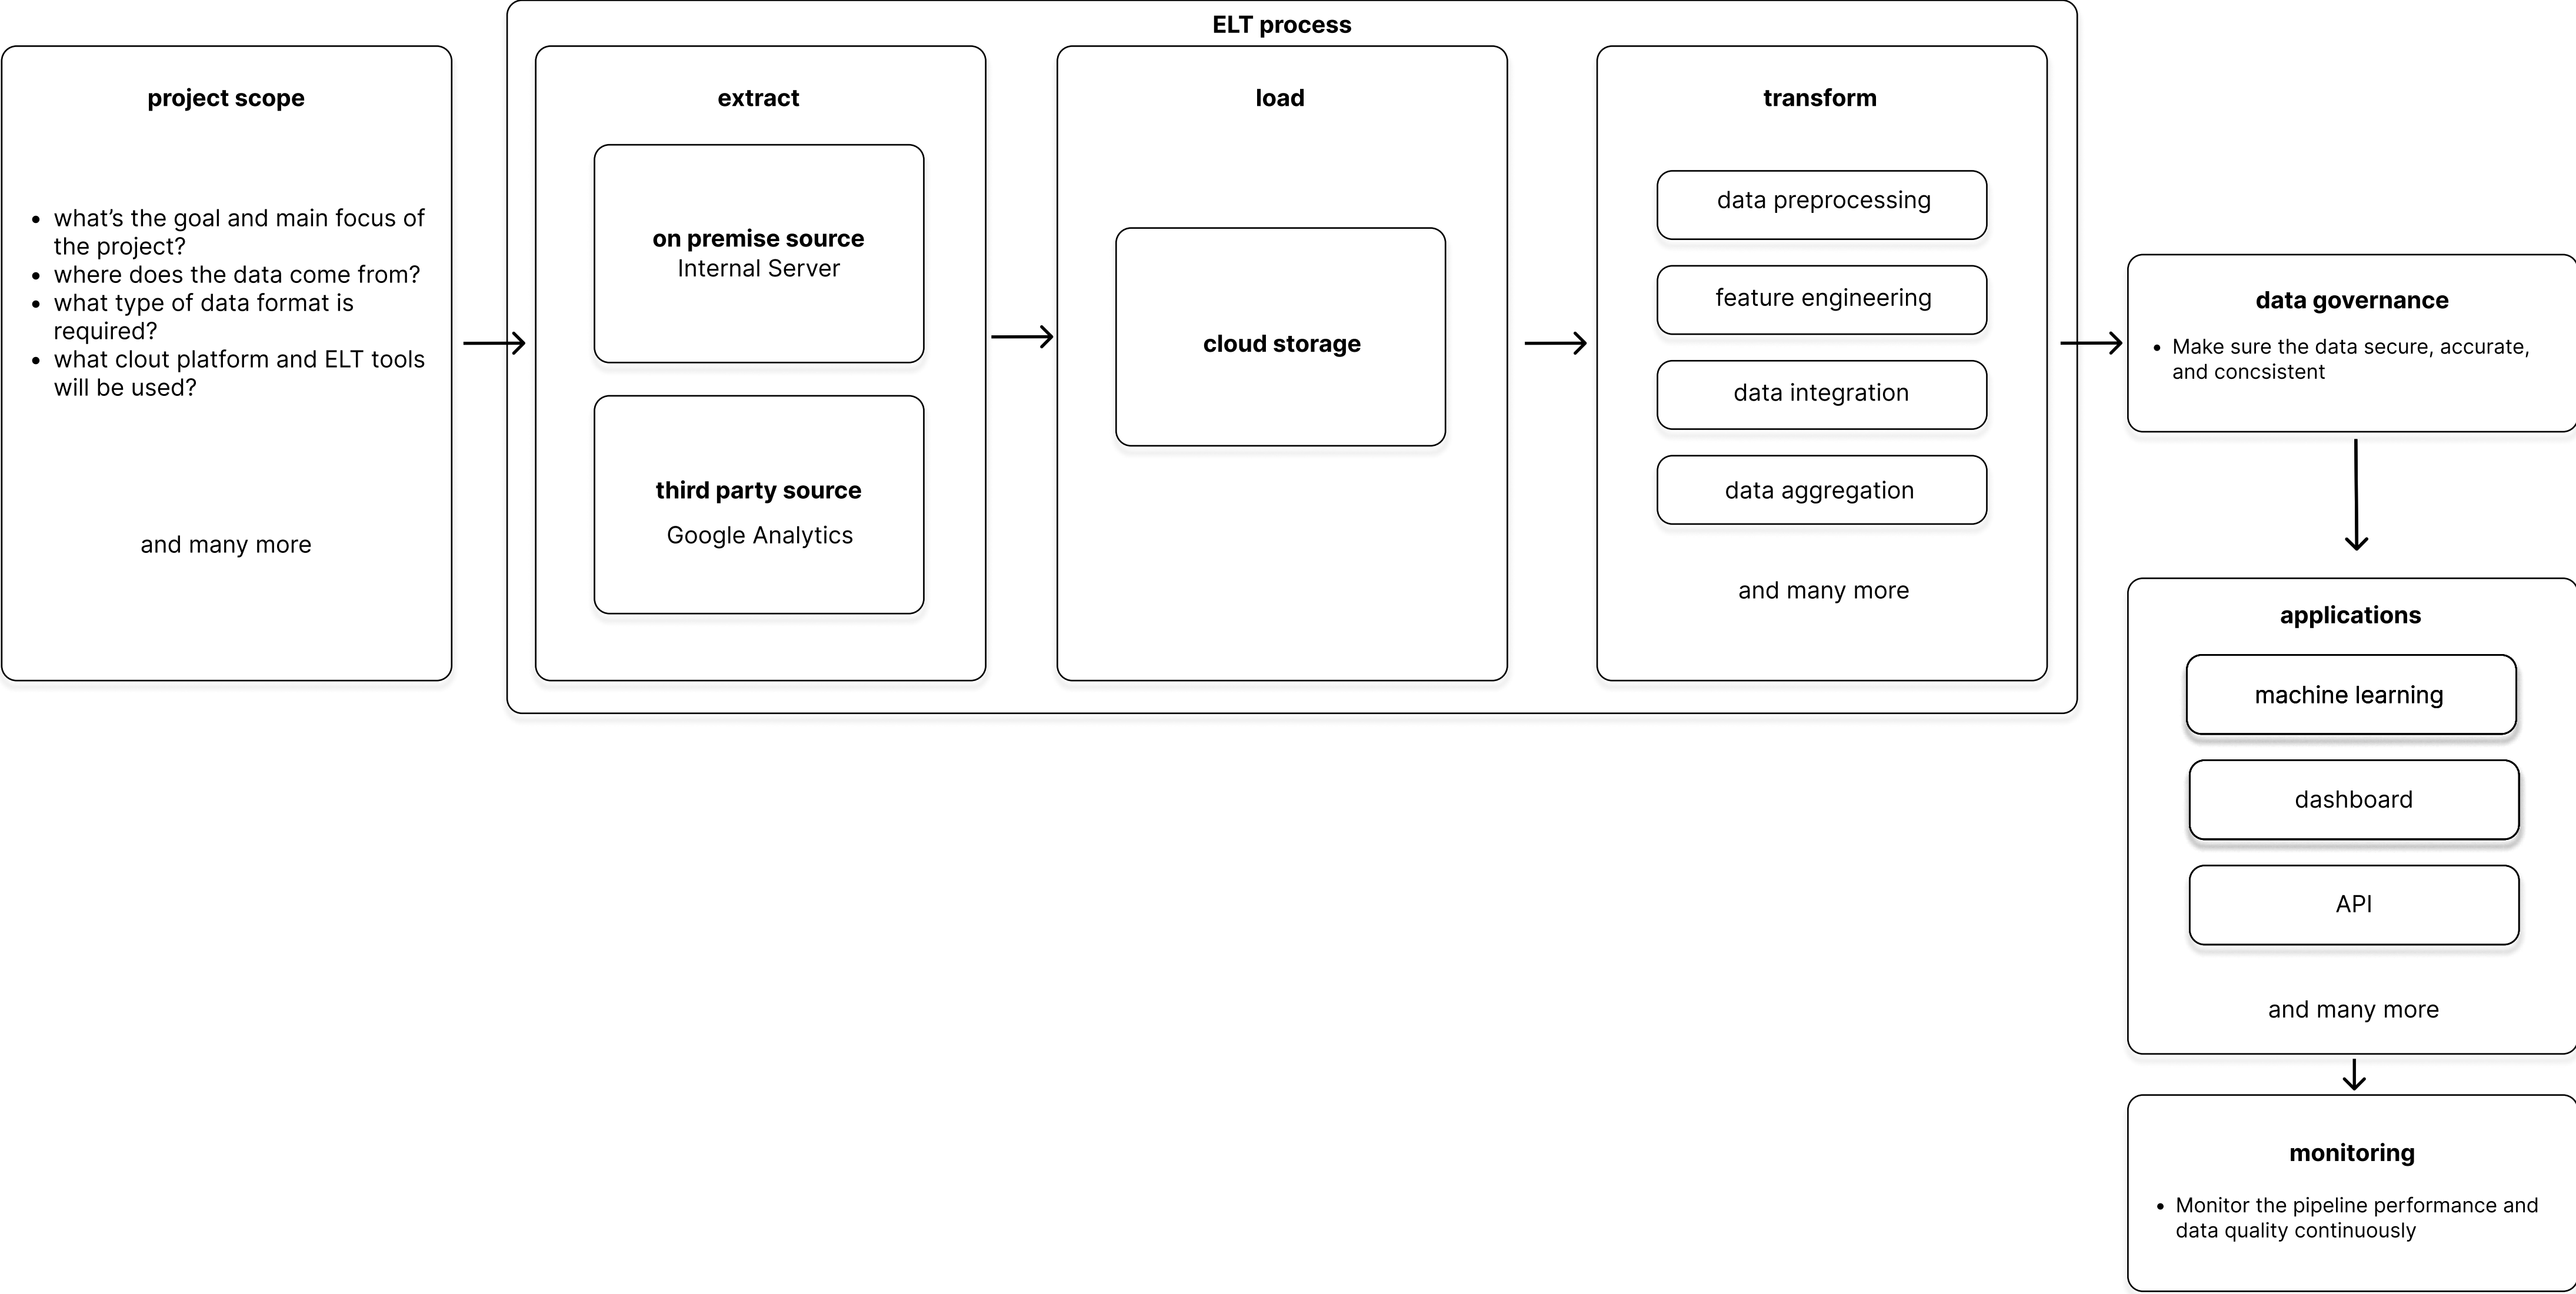 ELT process
project scope
• what's the goal and main focus of
the project?
• where does the data come from?
• what type of data format is
required?
• what clout platform and ELT tools
will be used?
and many more
extract
on premise source
Internal Server
third party source
Google Analytics
load
cloud storage
transform
data preprocessing
feature engineering
data integration
data aggregation
and many more
data governance
• Make sure the data secure, accurate,
and concsistent
applications
machine learning
dashboard
API
and many more
monitoring
• Monitor the pipeline performance and
data quality continuously